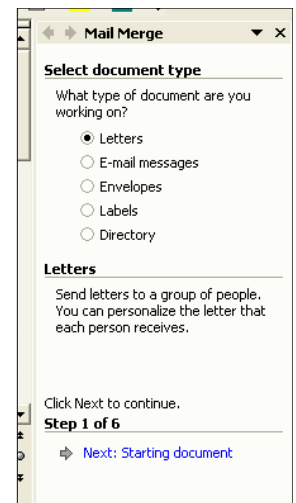 Mail Merge
Select document type
What type of document are you
working on?
Letters
E-mail messages
Envelopes
Labels
Directory
Letters
Send letters to a group of people.
You can personalize the letter that
each person receives.
Click Next to continue.
Step 1 of 6
Next: Starting document